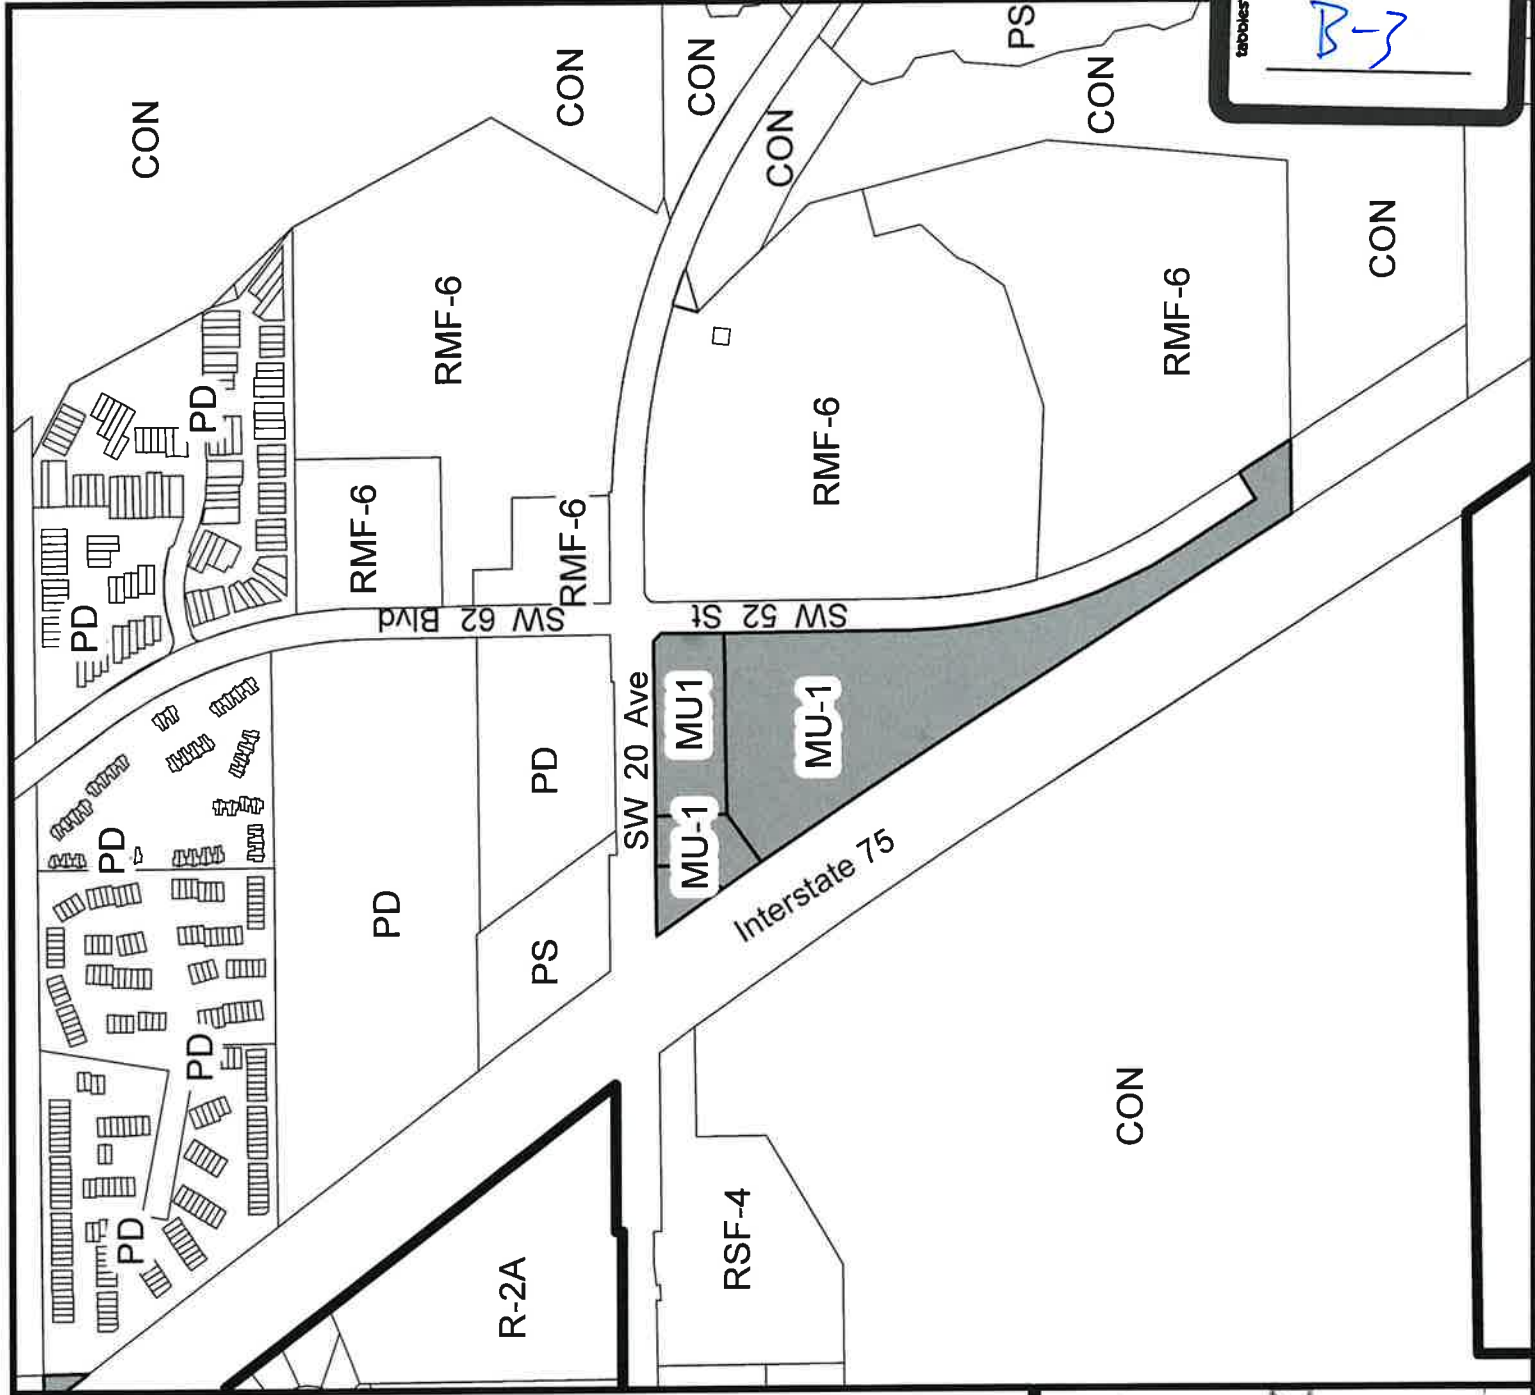 CON
CON
CON
CON
PS
CON
CON
tabbies
B-3
RMF-6
RMF-6
RMF-6
RMF-6
RMF-6
PD
PD
PD
PD
PD
PD
PD
PS
SW 62 Blvd
SW 52 St
SW 20 Ave
MU1
MU-1
MU-1
Interstate 75
R-2A
RSF-4
CON